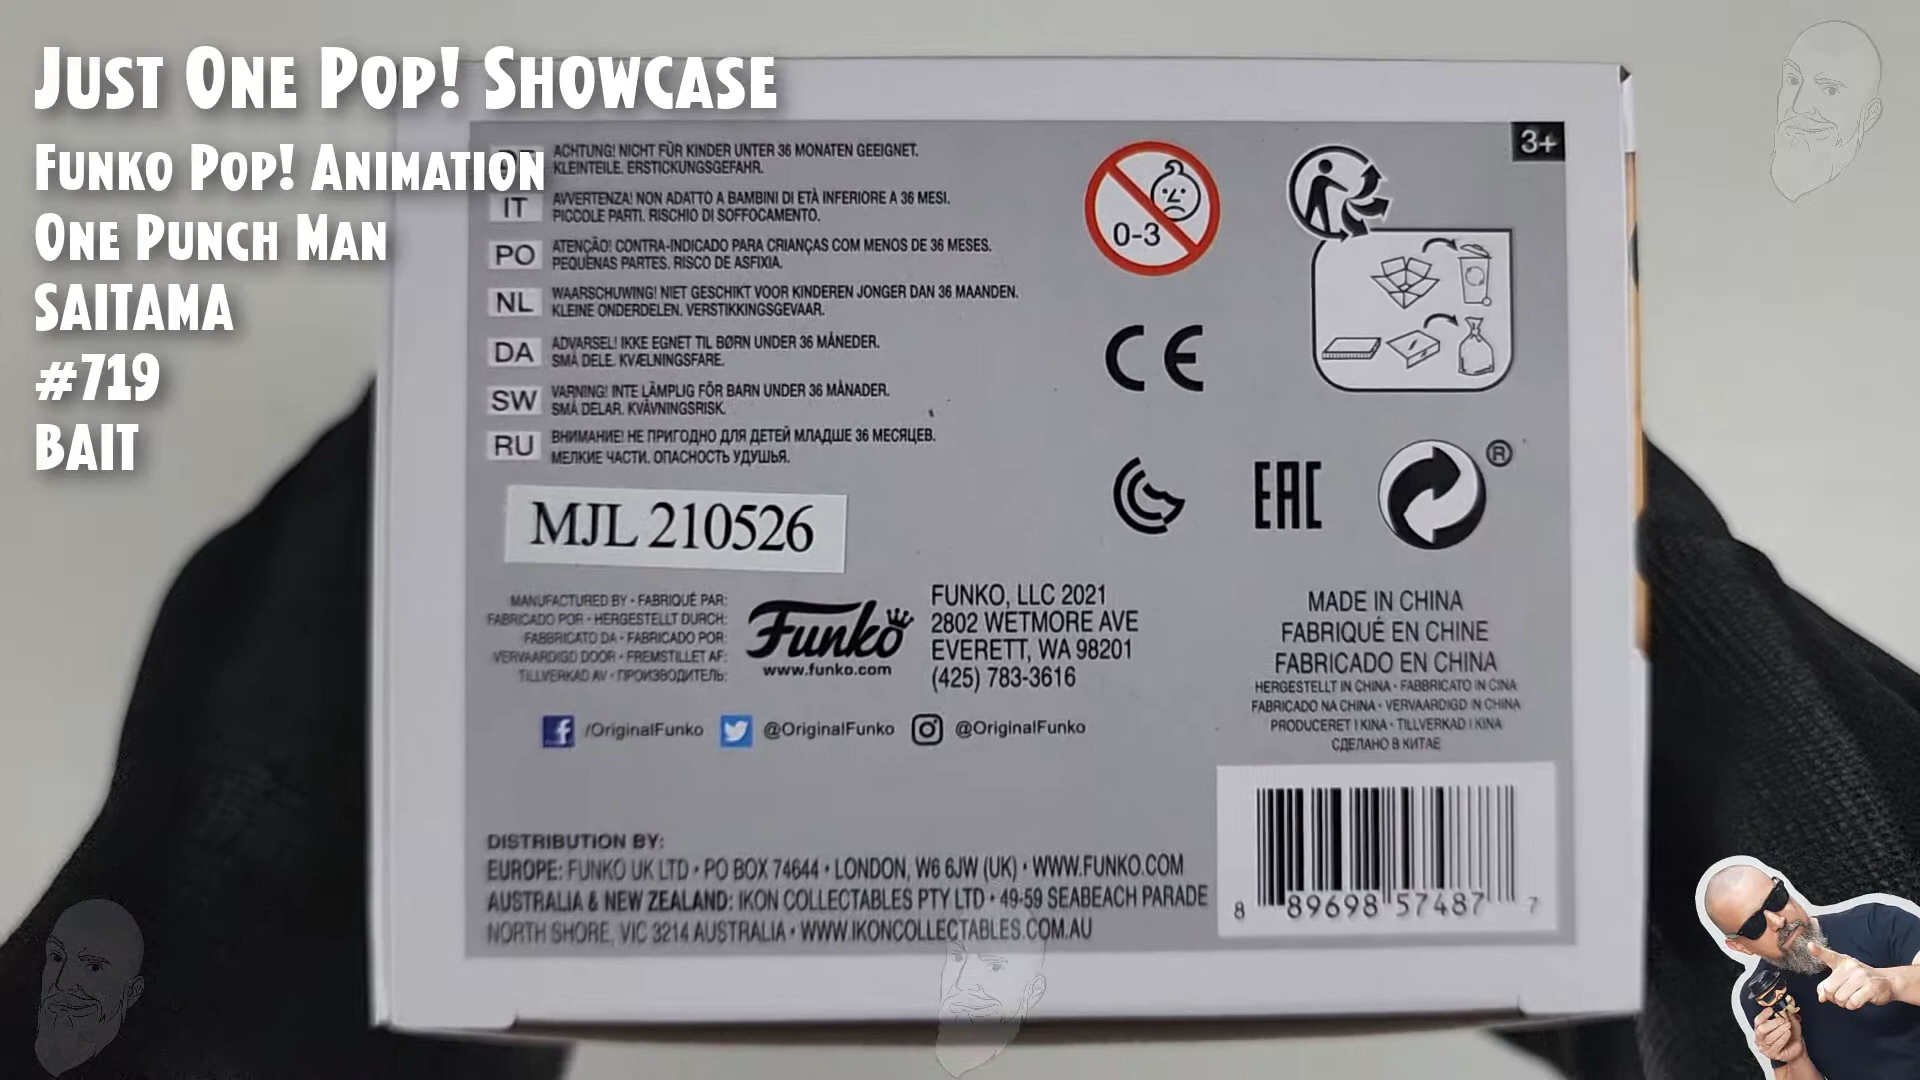 Just One Pop! Showcase
Funko Pop! Animation
One Punch Man
SAITAMA
#719
BAIT
3+
ACHTUNG! NICHT FÜR KINDER UNTER 36 MONATEN GEEIGNET.
KLEINTEILE. ERSTICKUNGSGEFAHR.
IT
AVVERTENZA! NON ADATTO A BAMBINI DI ETÀ INFERIORE A 36 MESI.
PICCOLE PARTI. RISCHIO DI SOFFOCAMENTO.
PO
ATENÇÃO! CONTRA-INDICADO PARA CRIANÇAS COM MENOS DE 36 MESES.
PEQUENAS PARTES. RISCO DE ASFIXIA.
NL
WAARSCHUWING! NIET GESCHIKT VOOR KINDEREN JONGER DAN 36 MAANDEN.
KLEINE ONDERDELEN. VERSTIKKINGSGEVAAR.
DA
ADVARSEL! IKKE EGNET TIL BØRN UNDER 36 MÅNEDER.
SMÅ DELE. KVÆLNINGSFARE.
SW
VARNING! INTE LÄMPLIG FÖR BARN UNDER 36 MÅNADER.
SMÅ DELAR. KVÄVNINGSRISK.
RU
ВНИМАНИЕ! НЕ ПРИГОДНО ДЛЯ ДЕТЕЙ МЛАДШЕ 36 МЕСЯЦЕВ.
МЕЛКИЕ ЧАСТИ. ОПАСНОСТЬ УДУШЬЯ.
0-3
CE
EAC
®
MJL 210526
MANUFACTURED BY • FABRIQUÉ PAR:
FABRICADO POR • HERGESTELLT DURCH:
FABBRICATO DA • FABRICADO POR:
VERVAARDIGD DOOR • FREMSTILLET AF:
TILLVERKAD AV • ПРОИЗВОДИТЕЛЬ:
Funko
www.funko.com
FUNKO, LLC 2021
2802 WETMORE AVE
EVERETT, WA 98201
(425) 783-3616
MADE IN CHINA
FABRIQUÉ EN CHINE
FABRICADO EN CHINA
HERGESTELLT IN CHINA • FABBRICATO IN CINA
FABRICADO NA CHINA • VERVAARDIGD IN CHINA
PRODUCERET I KINA • TILLVERKAD I KINA
СДЕЛАНО В КИТАЕ
/OriginalFunko @OriginalFunko @OriginalFunko
DISTRIBUTION BY:
EUROPE: FUNKO UK LTD • PO BOX 74644 • LONDON, W6 6JW (UK) • WWW.FUNKO.COM
AUSTRALIA & NEW ZEALAND: IKON COLLECTABLES PTY LTD • 49-59 SEABEACH PARADE
NORTH SHORE, VIC 3214 AUSTRALIA • WWW.IKONCOLLECTABLES.COM.AU
8 89698 57487 7